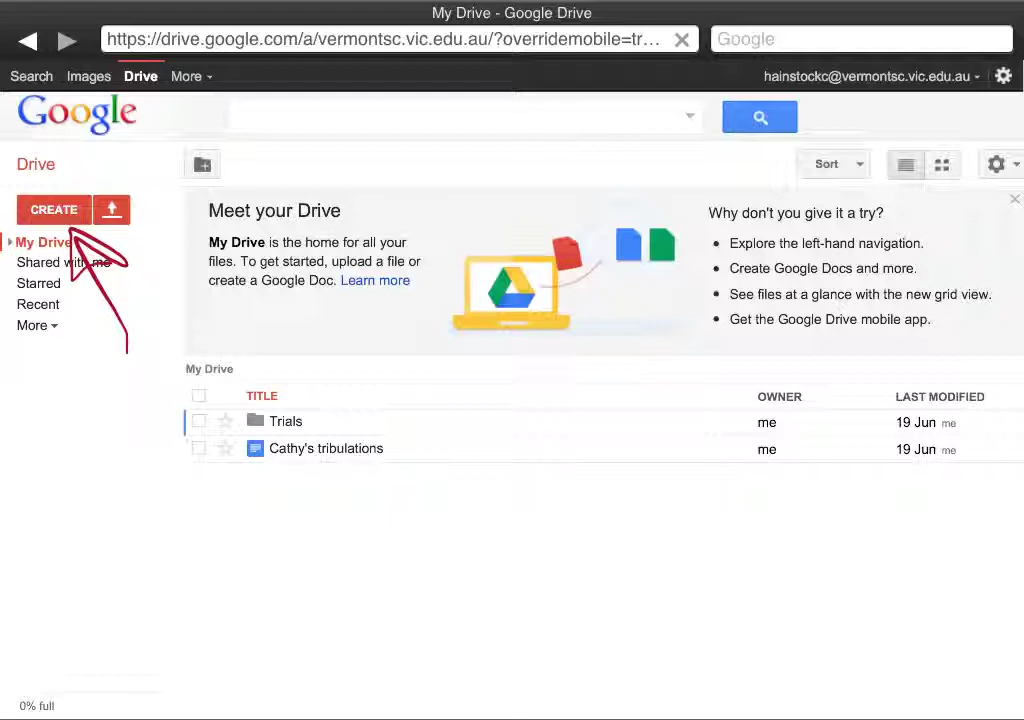 My Drive - Google Drive
https://drive.google.com/a/vermontsc.vic.edu.au/?overridemobile=tr...
Google
Search Images Drive More
hainstockc@vermontsc.vic.edu.au
Google
Drive
Sort
CREATE
My Drive
Shared with me
Starred
Recent
More
Meet your Drive
My Drive is the home for all your
files. To get started, upload a file or
create a Google Doc. Learn more
Why don't you give it a try?
• Explore the left-hand navigation.
• Create Google Docs and more.
• See files at a glance with the new grid view.
• Get the Google Drive mobile app.
My Drive
TITLE OWNER LAST MODIFIED
Trials me 19 Jun me
Cathy's tribulations me 19 Jun me
0% full